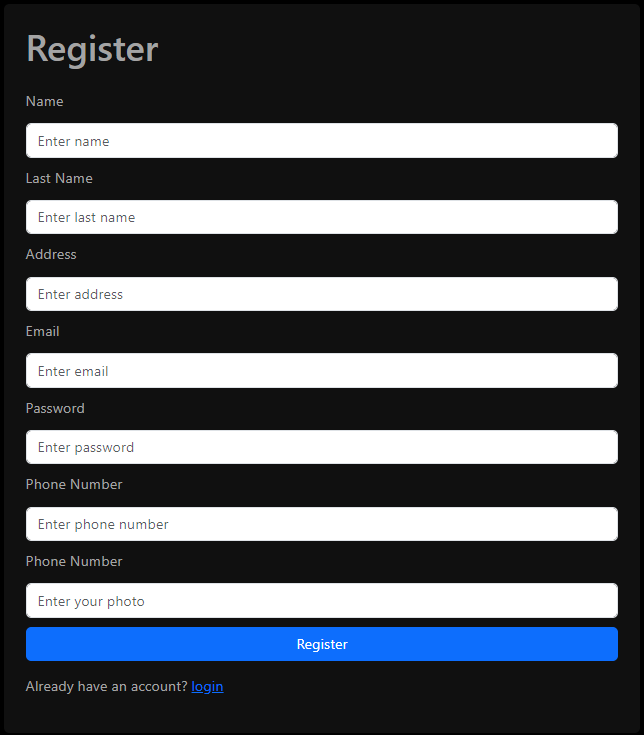 Register
Name
Enter name
Last Name
Enter last name
Address
Enter address
Email
Enter email
Password
Enter password
Phone Number
Enter phone number
Phone Number
Enter your photo
Register
Already have an account? login